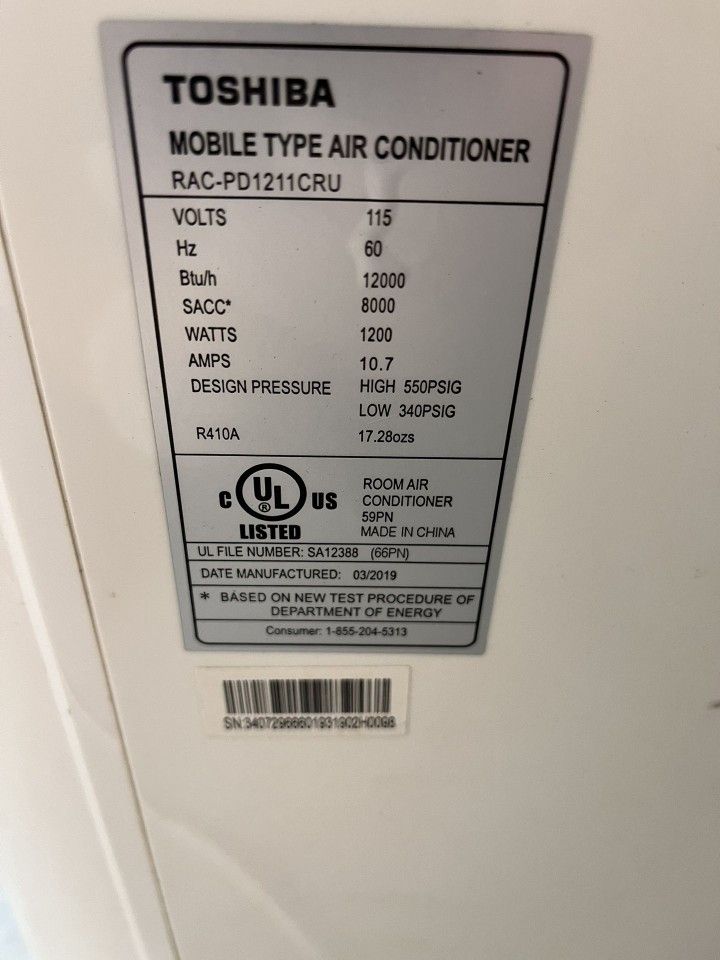 TOSHIBA
MOBILE TYPE AIR CONDITIONER
RAC-PD1211CRU
VOLTS 115
Hz 60
Btu/h 12000
SACC* 8000
WATTS 1200
AMPS 10.7
DESIGN PRESSURE HIGH 550PSIG
LOW 340PSIG
R410A 17.28ozs
C UL ® US
LISTED
ROOM AIR
CONDITIONER
59PN
MADE IN CHINA
UL FILE NUMBER: SA12388 (66PN)
DATE MANUFACTURED: 03/2019
* BASED ON NEW TEST PROCEDURE OF
DEPARTMENT OF ENERGY
Consumer: 1-855-204-5313